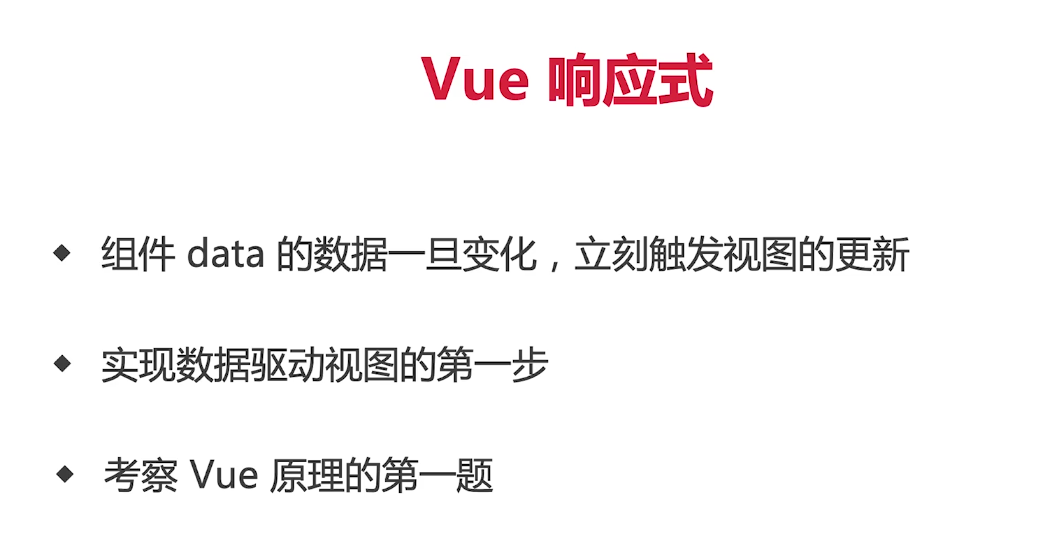 Vue 响应式
◆ 组件 data 的数据一旦变化，立刻触发视图的更新
◆ 实现数据驱动视图的第一步
◆ 考察 Vue 原理的第一题